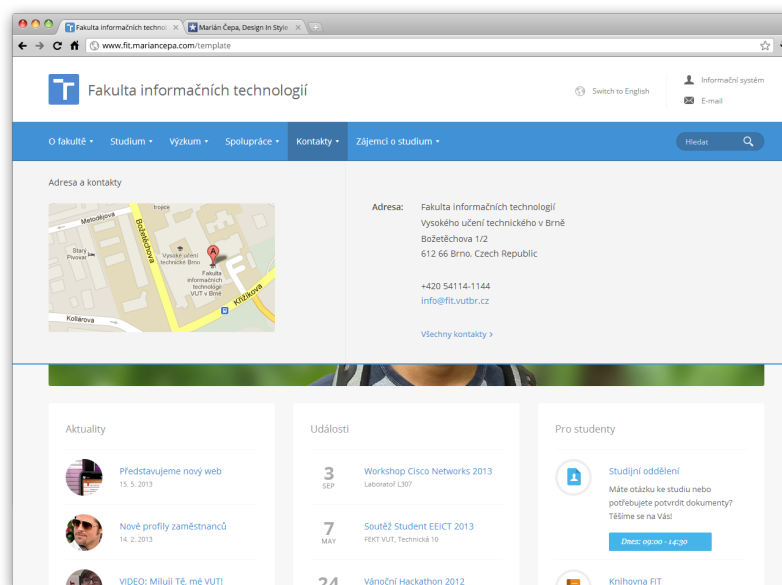 Fakulta informačních technol
Marián Čepa, Design In Style
www.fit.mariancepa.com/template
Fakulta informačních technologií
Switch to English
Informační systém
E-mail
O fakultě
Studium
Výzkum
Spolupráce
Kontakty
Zájemci o studium
Hledat
Adresa a kontakty
trojce
Metodějova
Božetěchova
Starý
Pivovar
Vysoké učení
technické Brno
A
Fakulta
informačních
technologií
VUT v Brně
Křižíkova
Kollárova
Adresa:
Fakulta informačních technologií
Vysokého učení technického v Brně
Božetěchova 1/2
612 66 Brno, Czech Republic
+420 54114-1144
info@fit.vutbr.cz
Všechny kontakty >
Aktuality
Představujeme nový web
15. 5. 2013
Nové profily zaměstnanců
14. 2. 2013
VIDEO: Miluji Tě, mé VUT!
Události
3
SEP
Workshop Cisco Networks 2013
Laboratoř L307
7
MAY
Soutěž Student EEICT 2013
FEKT VUT, Technická 10
24
Vánoční Hackathon 2012
Pro studenty
Studijní oddělení
Máte otázku ke studiu nebo
potřebujete potvrdit dokumenty?
Těšíme se na Vás!
Dnes: 09:00 - 14:30
Knihovna FIT